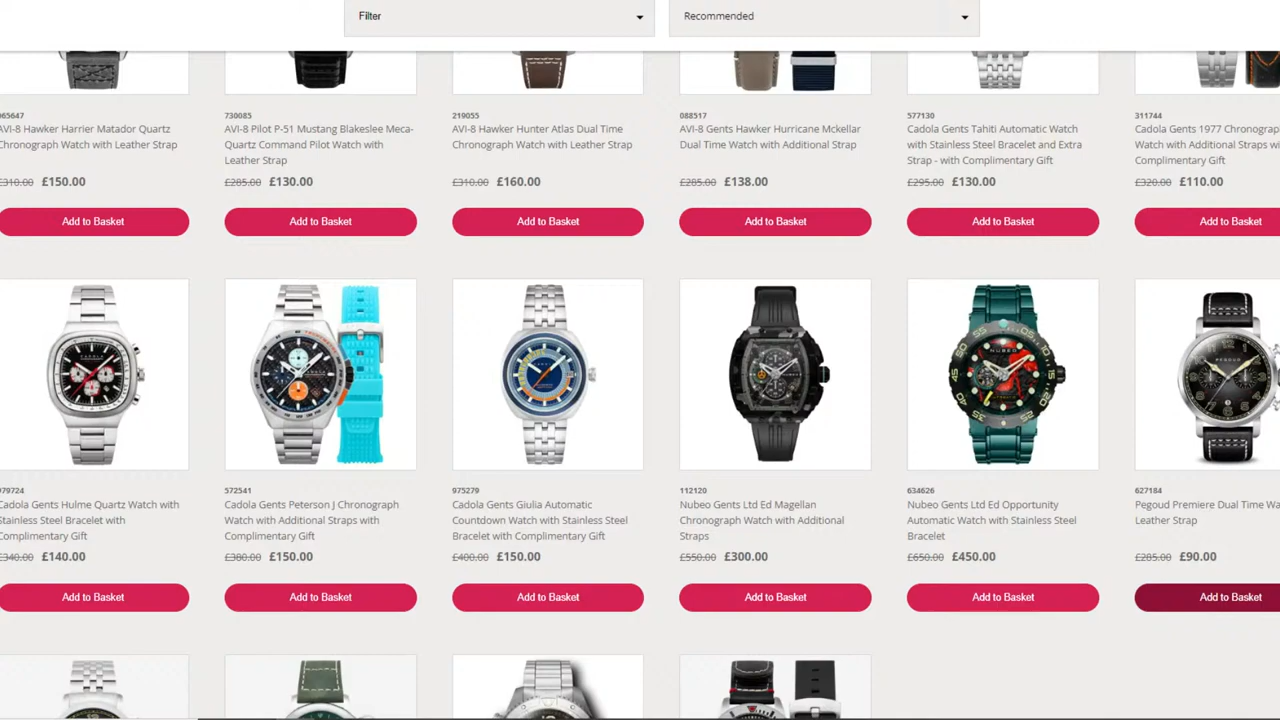 Filter
Recommended
065647
AVI-8 Hawker Harrier Matador Quartz
Chronograph Watch with Leather Strap
£310.00 £150.00
Add to Basket
730085
AVI-8 Pilot P-51 Mustang Blakeslee Meca-
Quartz Command Pilot Watch with
Leather Strap
£285.00 £130.00
Add to Basket
219055
AVI-8 Hawker Hunter Atlas Dual Time
Chronograph Watch with Leather Strap
£310.00 £160.00
Add to Basket
088517
AVI-8 Gents Hawker Hurricane Mckellar
Dual Time Watch with Additional Strap
£285.00 £138.00
Add to Basket
577130
Cadola Gents Tahiti Automatic Watch
with Stainless Steel Bracelet and Extra
Strap - with Complimentary Gift
£295.00 £130.00
Add to Basket
311744
Cadola Gents 1977 Chronograp
Watch with Additional Straps w
Complimentary Gift
£320.00 £110.00
Add to Basket
979724
Cadola Gents Hulme Quartz Watch with
Stainless Steel Bracelet with
Complimentary Gift
£340.00 £140.00
Add to Basket
572541
Cadola Gents Peterson J Chronograph
Watch with Additional Straps with
Complimentary Gift
£380.00 £150.00
Add to Basket
975279
Cadola Gents Giulia Automatic
Countdown Watch with Stainless Steel
Bracelet with Complimentary Gift
£400.00 £150.00
Add to Basket
112120
Nubeo Gents Ltd Ed Magellan
Chronograph Watch with Additional
Straps
£550.00 £300.00
Add to Basket
NUBEO
634626
Nubeo Gents Ltd Ed Opportunity
Automatic Watch with Stainless Steel
Bracelet
£650.00 £450.00
Add to Basket
PEGOUD
627184
Pegoud Premiere Dual Time Wa
Leather Strap
£285.00 £90.00
Add to Basket